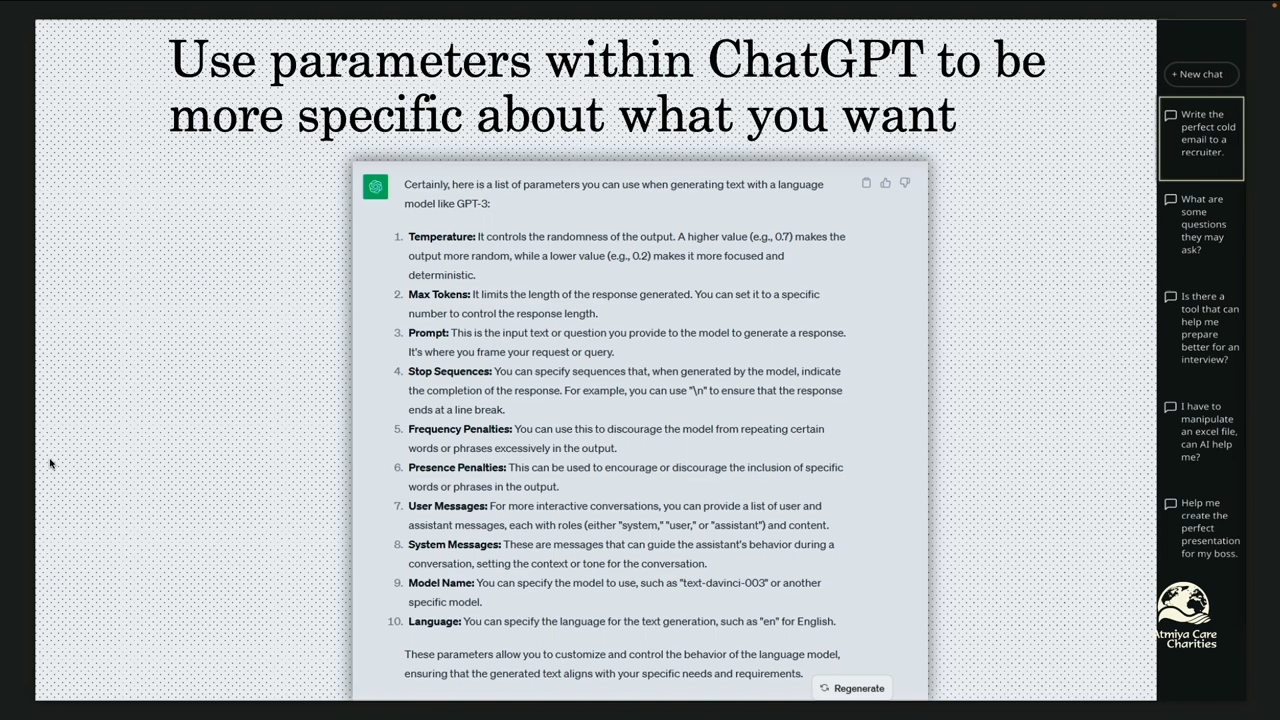 Use parameters within ChatGPT to be
more specific about what you want
Certainly, here is a list of parameters you can use when generating text with a language
model like GPT-3:
1. Temperature: It controls the randomness of the output. A higher value (e.g., 0.7) makes the
output more random, while a lower value (e.g., 0.2) makes it more focused and
deterministic.
2. Max Tokens: It limits the length of the response generated. You can set it to a specific
number to control the response length.
3. Prompt: This is the input text or question you provide to the model to generate a response.
It's where you frame your request or query.
4. Stop Sequences: You can specify sequences that, when generated by the model, indicate
the completion of the response. For example, you can use "\n" to ensure that the response
ends at a line break.
5. Frequency Penalties: You can use this to discourage the model from repeating certain
words or phrases excessively in the output.
6. Presence Penalties: This can be used to encourage or discourage the inclusion of specific
words or phrases in the output.
7. User Messages: For more interactive conversations, you can provide a list of user and
assistant messages, each with roles (either "system," "user," or "assistant") and content.
8. System Messages: These are messages that can guide the assistant's behavior during a
conversation, setting the context or tone for the conversation.
9. Model Name: You can specify the model to use, such as "text-davinci-003" or another
specific model.
10. Language: You can specify the language for the text generation, such as "en" for English.
These parameters allow you to customize and control the behavior of the language model,
ensuring that the generated text aligns with your specific needs and requirements.
Regenerate
+ New chat
Write the
perfect cold
email to a
recruiter.
What are
some
questions
they may
ask?
Is there a
tool that can
help me
prepare
better for an
interview?
I have to
manipulate
an excel file,
can AI help
me?
Help me
create the
perfect
presentation
for my boss.
Atmiya Care
Charities